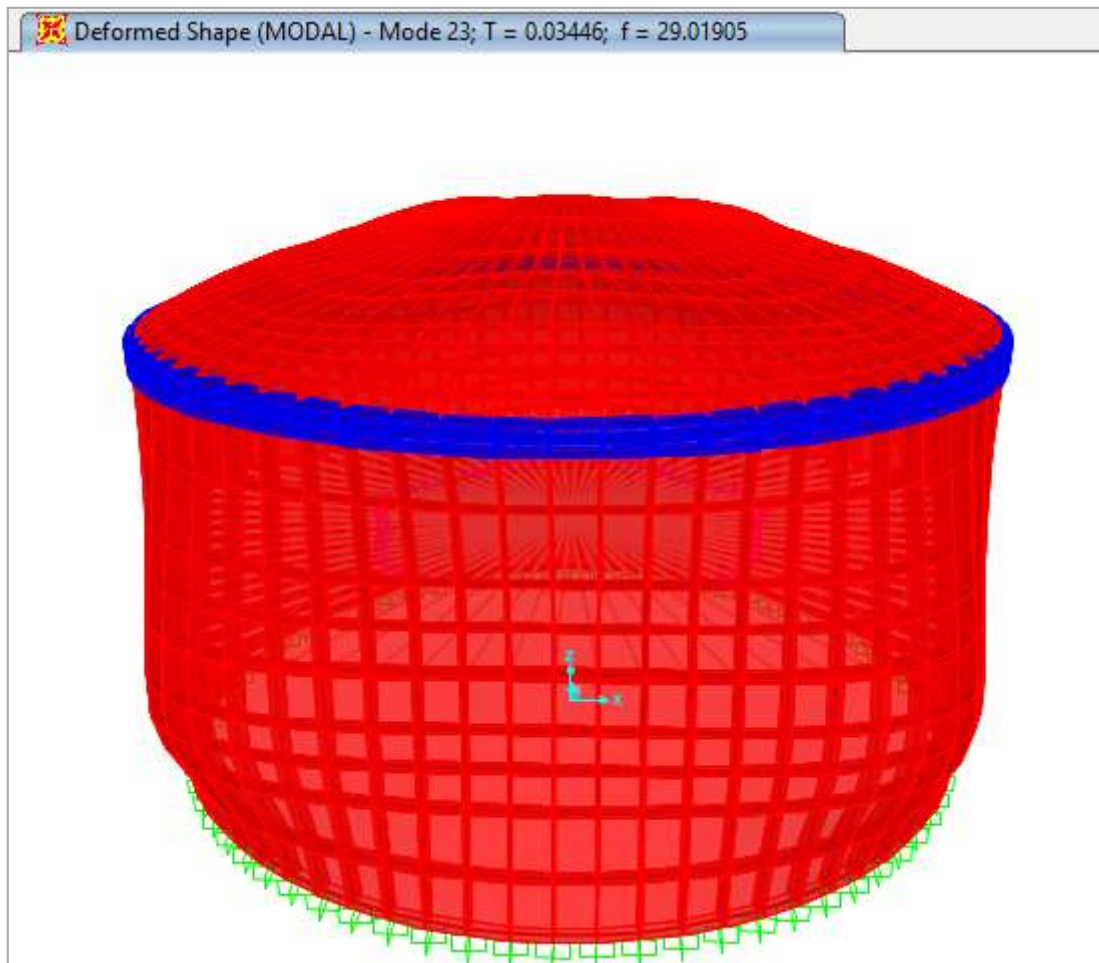 Deformed Shape (MODAL) - Mode 23; T = 0.03446; f = 29.01905
Z
X